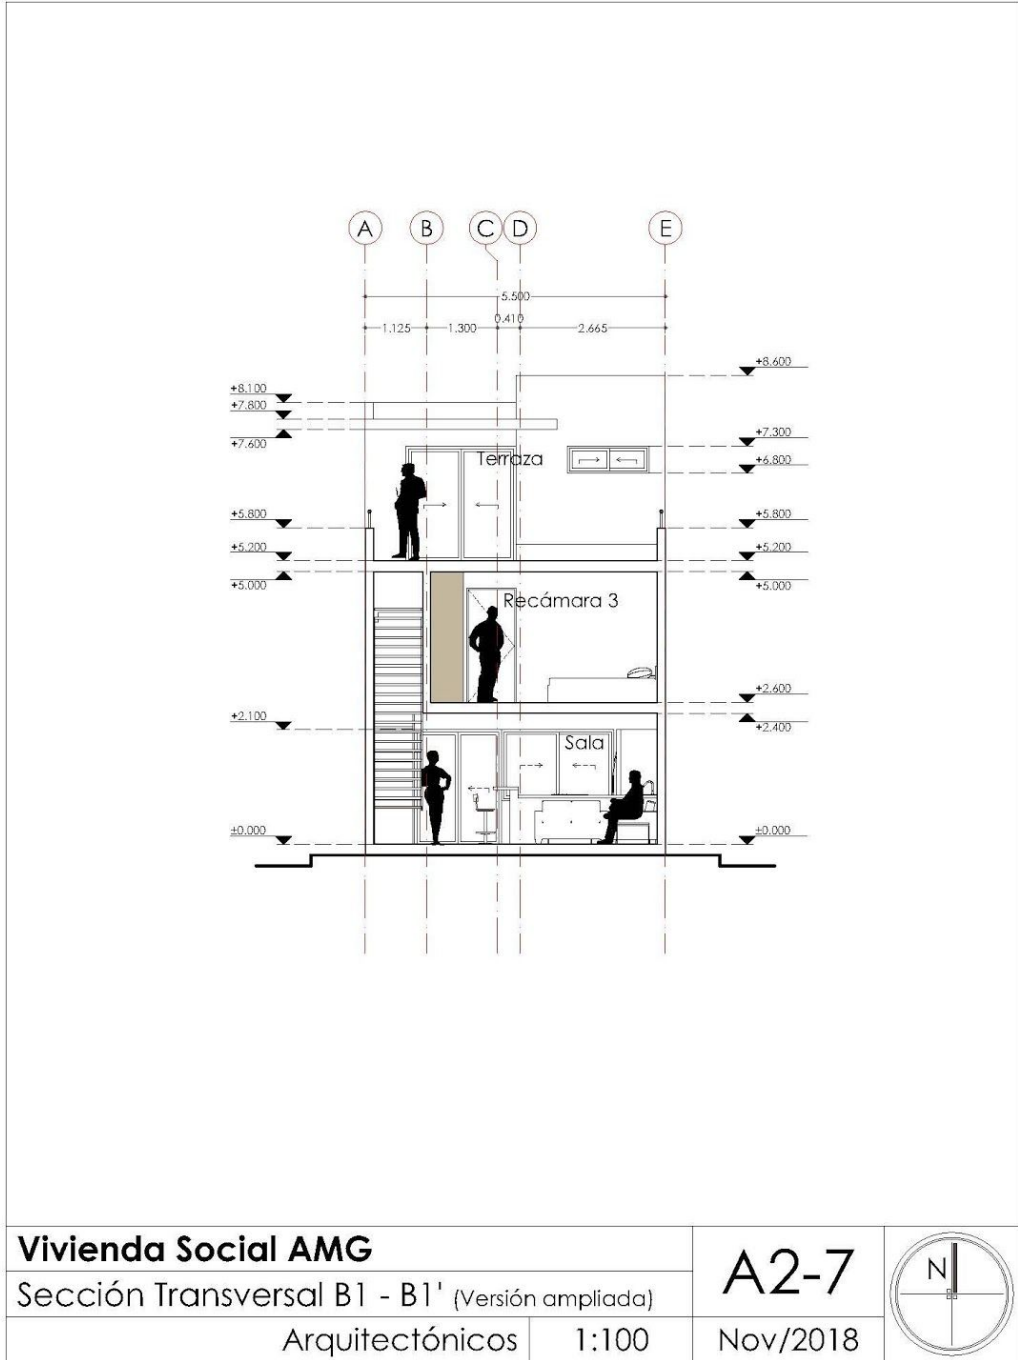 A B C D E
5.500
0.410
1.125 1.300 2.665
+8.600
+8.100
+7.800
+7.600
+7.300
+6.800
Terraza
+5.800 +5.800
+5.200 +5.200
+5.000 +5.000
Recámara 3
+2.600
+2.100
+2.400
Sala
±0.000 ±0.000
Vivienda Social AMG
Sección Transversal B1 - B1' (Versión ampliada)
Arquitectónicos 1:100
A2-7
Nov/2018
N